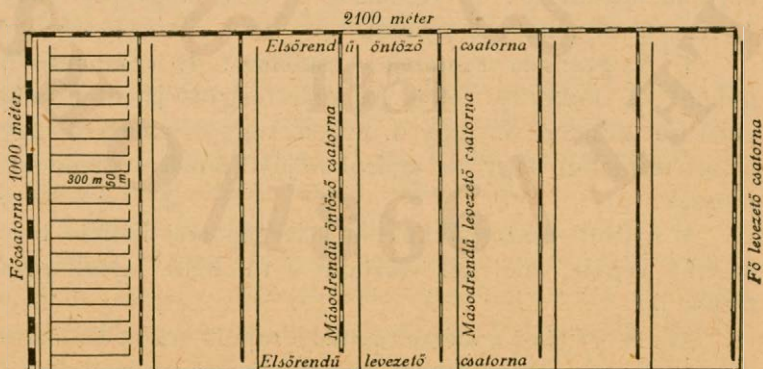 2100 méter
Elsőrendű öntöző csatorna
Főcsatorna 1000 méter
300 m
50 m
Másodrendű öntöző csatorna
Másodrendű levezető csatorna
Fő levezető csatorna
Elsőrendű levezető csatorna